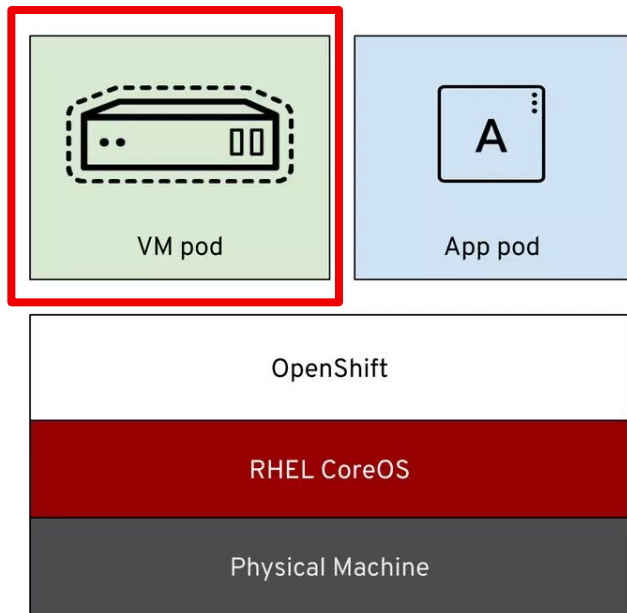 A
VM pod
App pod
OpenShift
RHEL CoreOS
Physical Machine